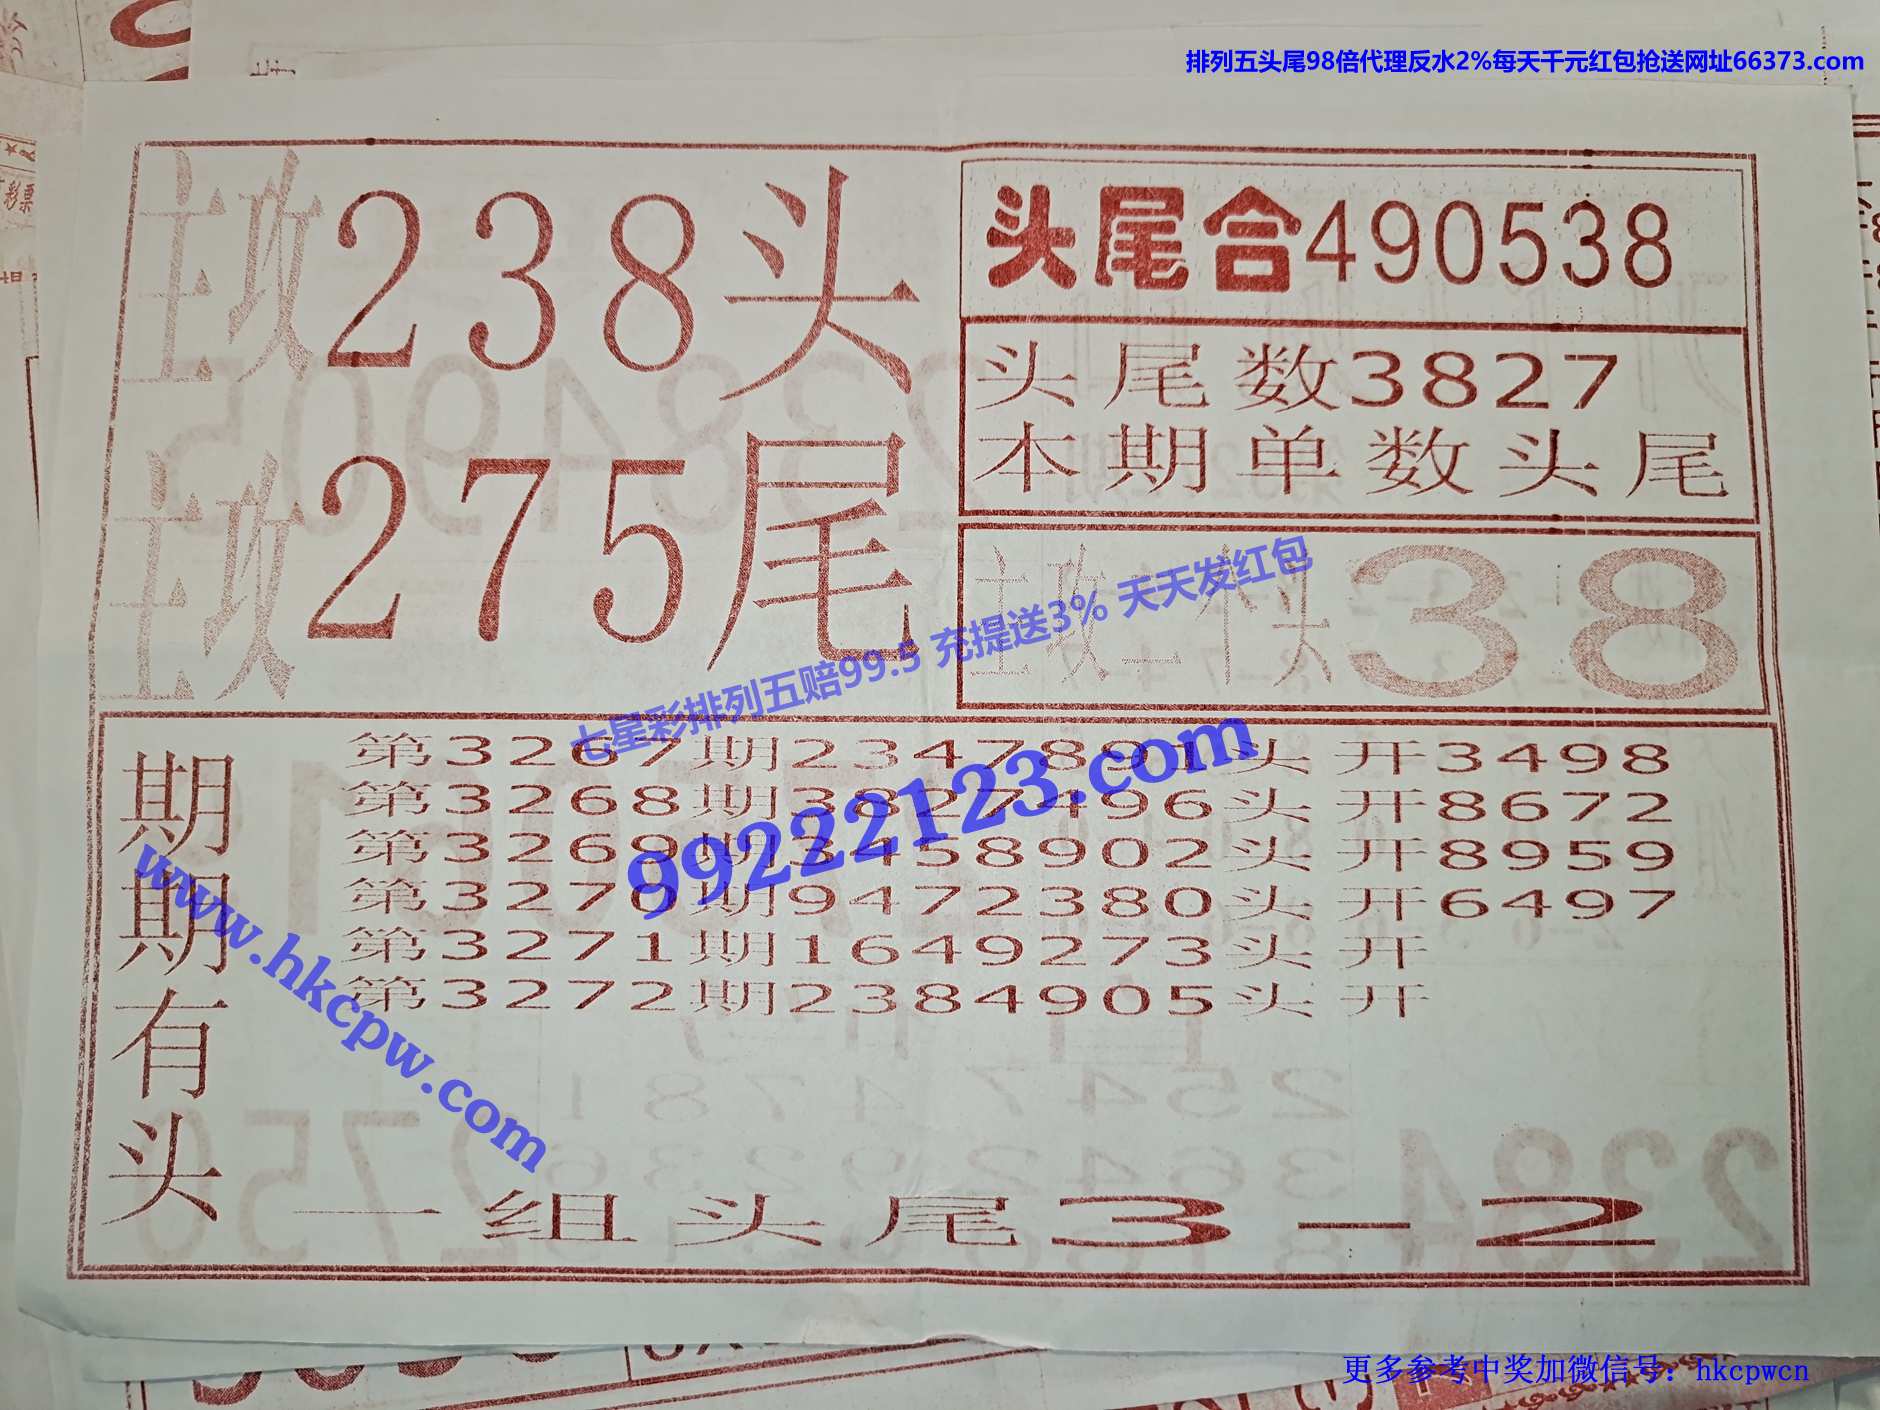 排列五头尾98倍代理反水2%每天千元红包抢送网址66373.com
主攻238头
主攻275尾
头尾合490538
头尾数3827
本期单数头尾
主攻二个头38
七星彩排列五赔99.5 充提送3% 天天发红包
99222123.com
www.hkcpw.com
期期有头
第3267期2347891头 开3498
第3268期3827496头 开8672
第3269期3458902头 开8959
第3270期9472380头 开6497
第3271期1649273头 开
第3272期2384905头 开
一组头尾3—2
更多参考中奖加微信号：hkcpwcn
彩票